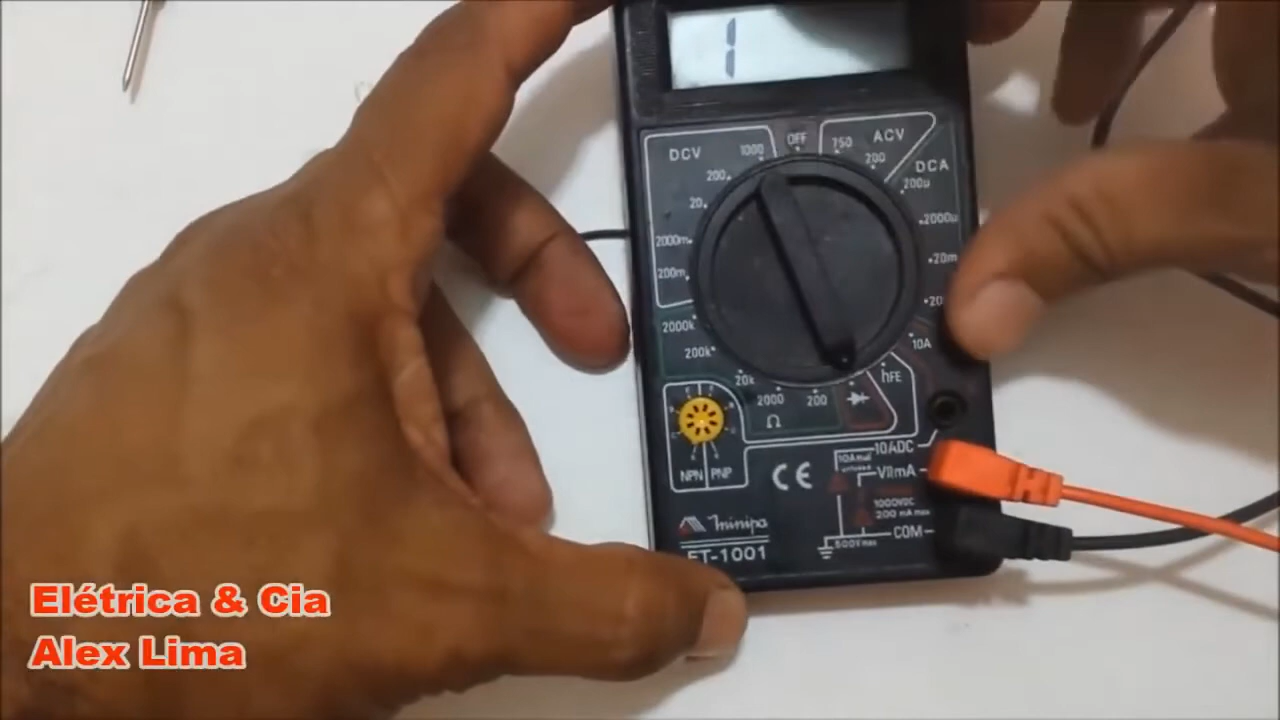 1
OFF
DCV
1000
750
ACV
200
200
DCA
200µ
20
2000µ
2000m
20m
200m
20
2000k
10A
200k
20k
2000
200
hFE
Ω
10ADC
10A max
unfused
VΩmA
NPN
PNP
CE
1000VDC
200 mA max
Minipa
COM
500V max
ET-1001
Elétrica & Cia
Alex Lima